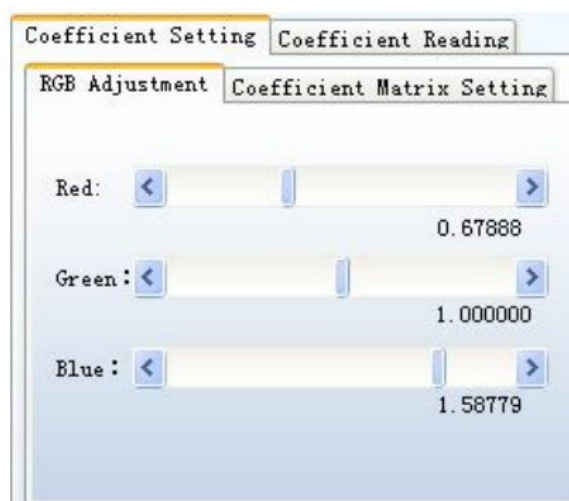 Coefficient Setting Coefficient Reading
RGB Adjustment Coefficient Matrix Setting
Red:
0.67888
Green:
1.000000
Blue:
1.58779